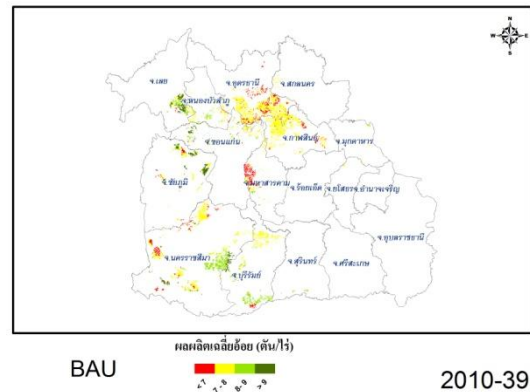 N
W E
S
จ.เลย
จ.อุดรธานี
จ.สกลนคร
จ.หนองบัวลำภู
จ.ขอนแก่น
จ.กาฬสินธุ์
จ.มุกดาหาร
จ.ชัยภูมิ
จ.มหาสารคาม
จ.ร้อยเอ็ด
จ.ยโสธร
จ.อำนาจเจริญ
จ.อุบลราชธานี
จ.นครราชสีมา
จ.บุรีรัมย์
จ.สุรินทร์
จ.ศรีสะเกษ
ผลผลิตเฉลี่ยอ้อย (ตัน/ไร่)
<7 7-8 8-9 >9
BAU
2010-39